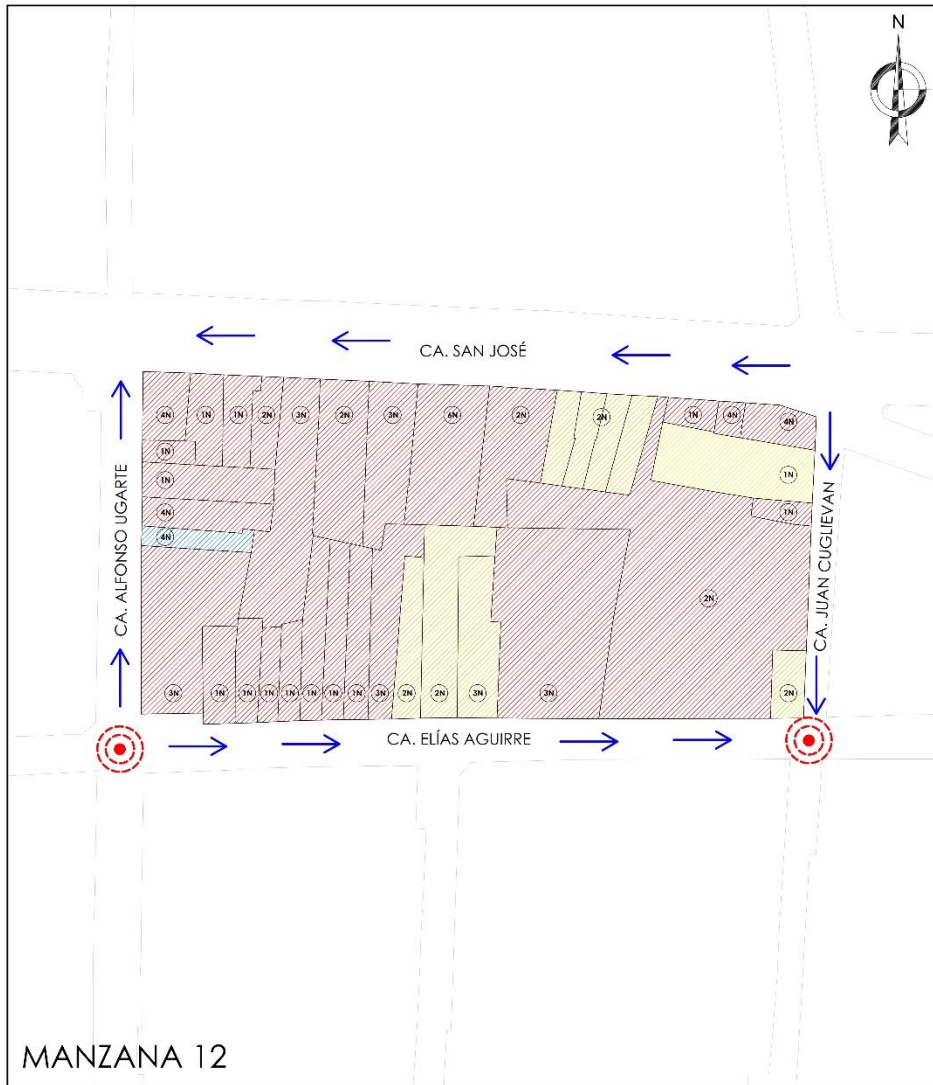 N
CA. SAN JOSÉ
4N 1N 1N 2N 3N 2N 3N 6N 2N 2N 1N 4N 4N
1N
1N
1N
4N
1N
4N
CA. ALFONSO UGARTE
CA. JUAN CUGLIEVAN
2N
3N 1N 1N 1N 1N 1N 1N 1N 3N 2N 2N 3N 3N 2N
CA. ELÍAS AGUIRRE
MANZANA 12